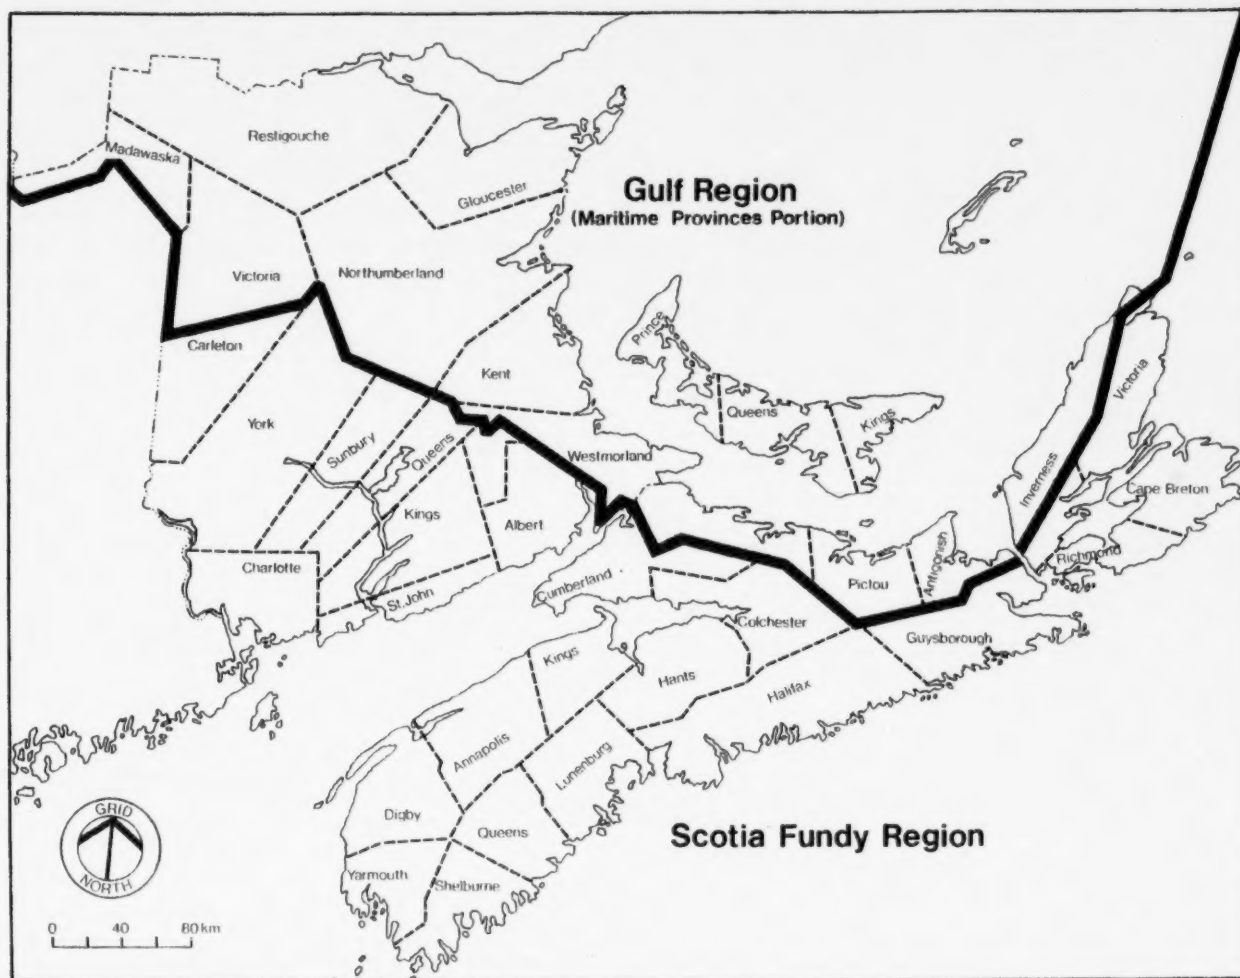 Restigouche
Madawaska
Gloucester
Gulf Region
(Maritime Provinces Portion)
Victoria
Northumberland
Carleton
Prince
Kent
Victoria
Queens
Kings
York
Sunbury
Queens
Westmorland
Inverness
Cape Breton
Kings
Albert
Charlotte
St. John
Cumberland
Pictou
Antigonish
Richmond
Colchester
Guysborough
Kings
Hants
Halifax
Annapolis
Lunenburg
Digby
Queens
Scotia Fundy Region
Yarmouth
Shelburne
GRID
NORTH
0 40 80 km